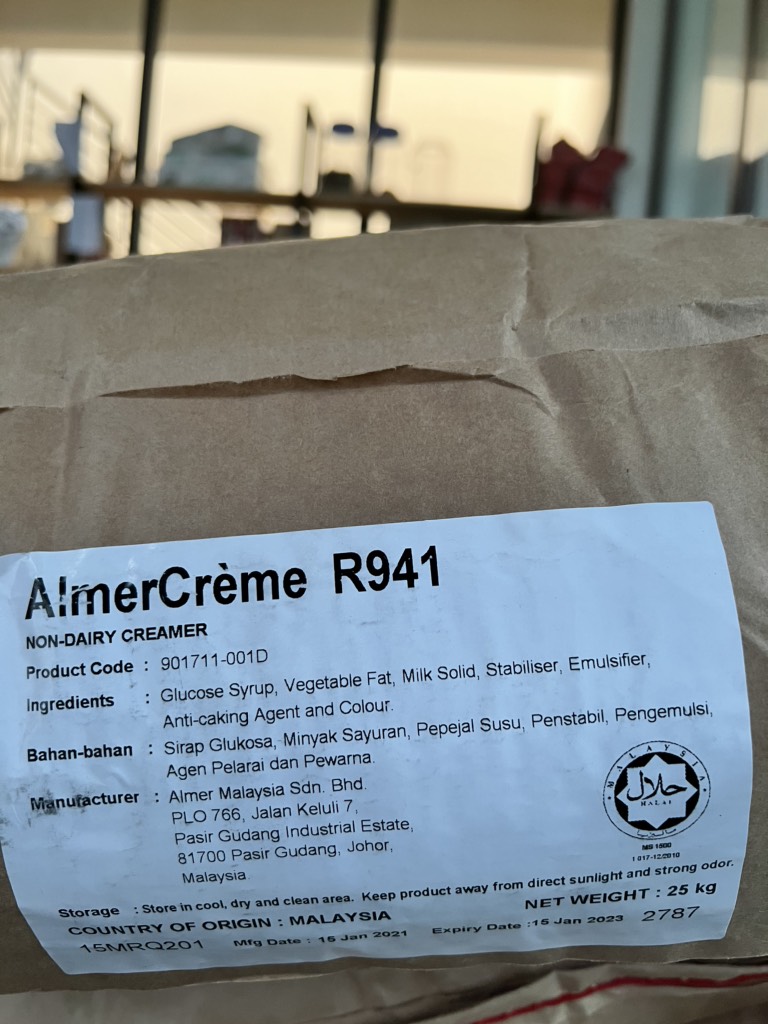 AlmerCrème R941
NON-DAIRY CREAMER
Product Code : 901711-001D
Ingredients : Glucose Syrup, Vegetable Fat, Milk Solid, Stabiliser, Emulsifier,
Anti-caking Agent and Colour.
Bahan-bahan : Sirap Glukosa, Minyak Sayuran, Pepejal Susu, Penstabil, Pengemulsi,
Agen Pelarai dan Pewarna.
Manufacturer : Almer Malaysia Sdn. Bhd.
PLO 766, Jalan Keluli 7,
Pasir Gudang Industrial Estate,
81700 Pasir Gudang, Johor,
Malaysia
MALAYSIA
حلال
HALAL
ماليزيا
MS 1500
1 017-12/2010
Storage : Store in cool, dry and clean area. Keep product away from direct sunlight and strong odor.
COUNTRY OF ORIGIN : MALAYSIA NET WEIGHT : 25 kg
15MRQ201 Mfg Date : 15 Jan 2021 Expiry Date :15 Jan 2023 2787